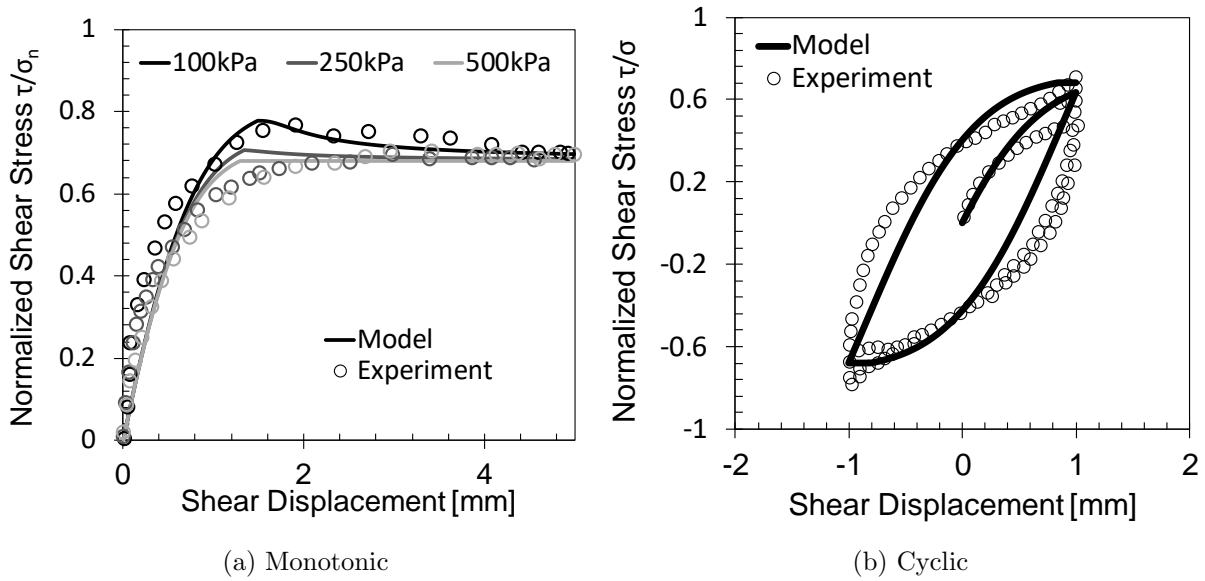 1
0.8
0.6
0.4
0.2
0
0 2 4
Normalized Shear Stress τ/σn
Shear Displacement [mm]
100kPa 250kPa 500kPa
Model
Experiment
(a) Monotonic
1
0.6
0.2
-0.2
-0.6
-1
-2 -1 0 1 2
Normalized Shear Stress τ/σ
Shear Displacement [mm]
Model
Experiment
(b) Cyclic